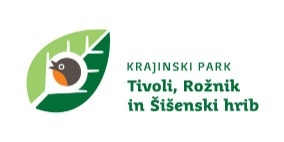 KRAJINSKI PARK
Tivoli, Rožnik
in Šišenski hrib